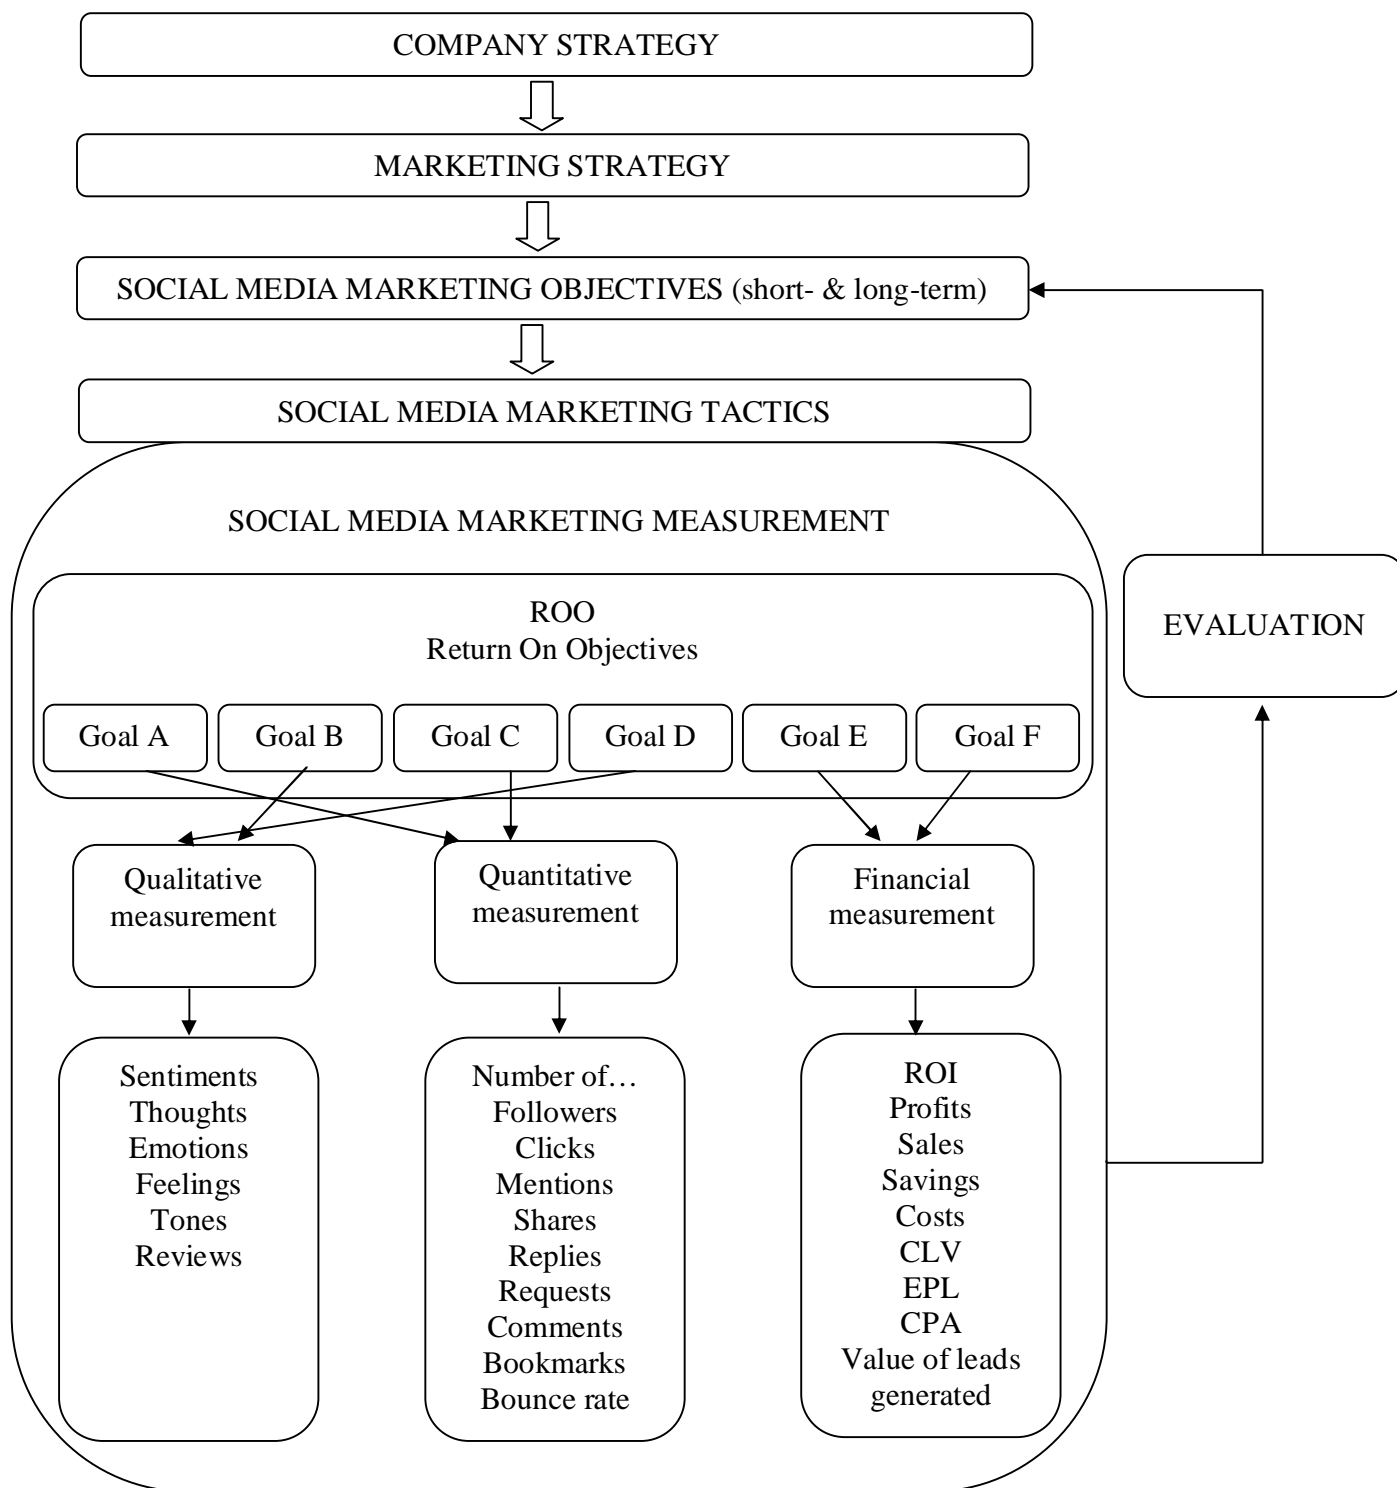 COMPANY STRATEGY
MARKETING STRATEGY
SOCIAL MEDIA MARKETING OBJECTIVES (short- & long-term)
SOCIAL MEDIA MARKETING TACTICS
SOCIAL MEDIA MARKETING MEASUREMENT
ROO
Return On Objectives
Goal A
Goal B
Goal C
Goal D
Goal E
Goal F
EVALUATION
Qualitative
measurement
Quantitative
measurement
Financial
measurement
Sentiments
Thoughts
Emotions
Feelings
Tones
Reviews
Number of…
Followers
Clicks
Mentions
Shares
Replies
Requests
Comments
Bookmarks
Bounce rate
ROI
Profits
Sales
Savings
Costs
CLV
EPL
CPA
Value of leads
generated